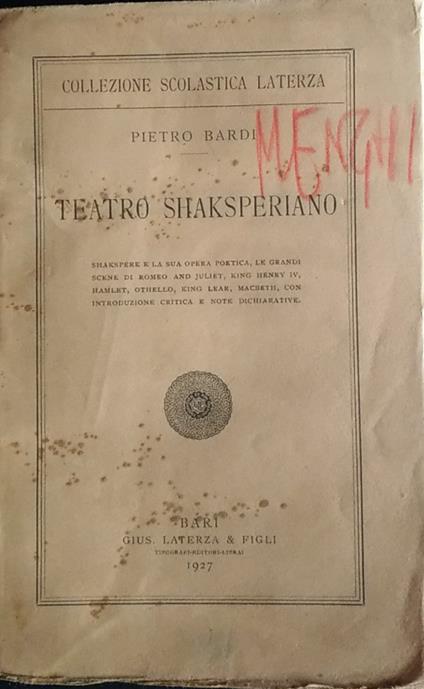 COLLEZIONE SCOLASTICA LATERZA
PIETRO BARDI
MENGHI
TEATRO SHAKSPERIANO
SHAKSPERE E LA SUA OPERA POETICA, LE GRANDI
SCENE DI ROMEO AND JULIET, KING HENRY IV,
HAMLET, OTHELLO, KING LEAR, MACBETH, CON
INTRODUZIONE CRITICA E NOTE DICHIARATIVE.
BARI
GIUS. LATERZA & FIGLI
TIPOGRAFI-EDITORI-LIBRAI
1927